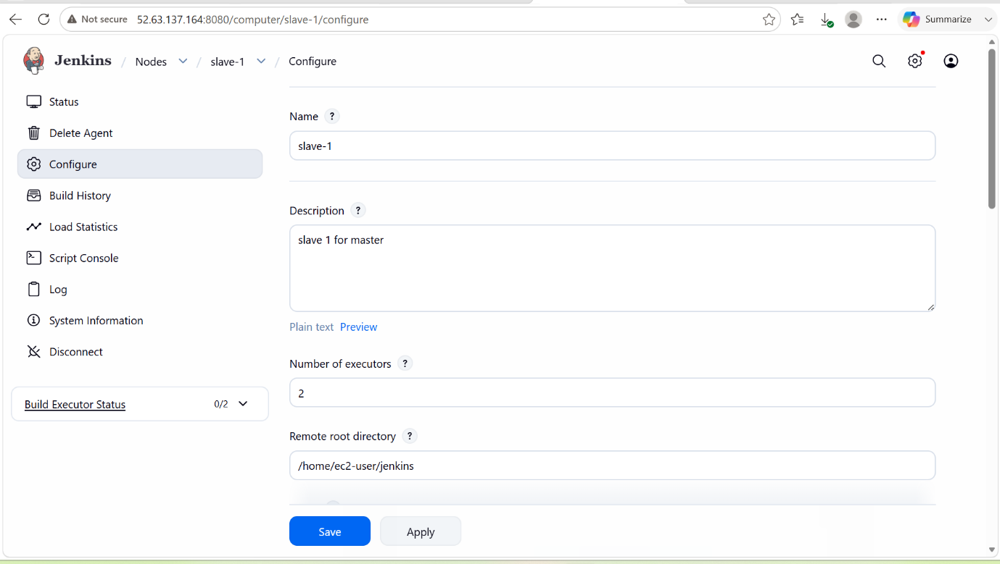 Not secure 52.63.137.164:8080/computer/slave-1/configure
Summarize
Jenkins / Nodes / slave-1 / Configure
Status
Delete Agent
Configure
Build History
Load Statistics
Script Console
Log
System Information
Disconnect
Build Executor Status 0/2
Name ?
slave-1
Description ?
slave 1 for master
Plain text Preview
Number of executors ?
2
Remote root directory ?
/home/ec2-user/jenkins
Save Apply